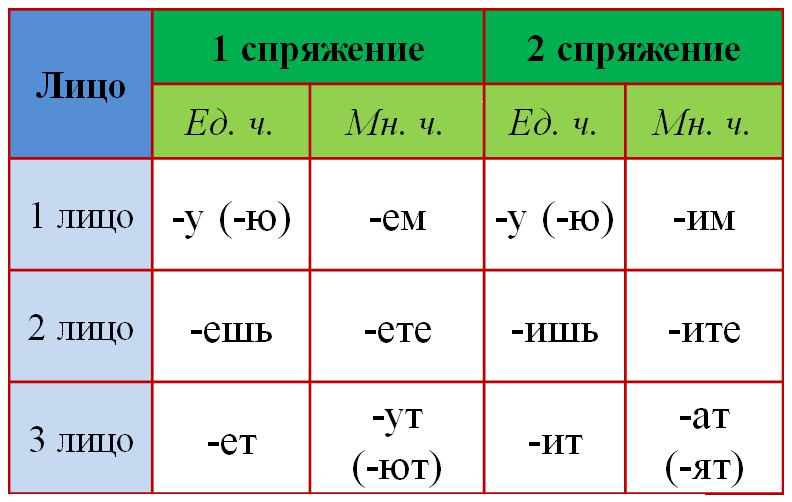 Лицо
1 спряжение
2 спряжение
Ед. ч.
Мн. ч.
Ед. ч.
Мн. ч.
1 лицо
-у (-ю)
-ем
-у (-ю)
-им
2 лицо
-ешь
-ете
-ишь
-ите
3 лицо
-ет
-ут
(-ют)
-ит
-ат
(-ят)